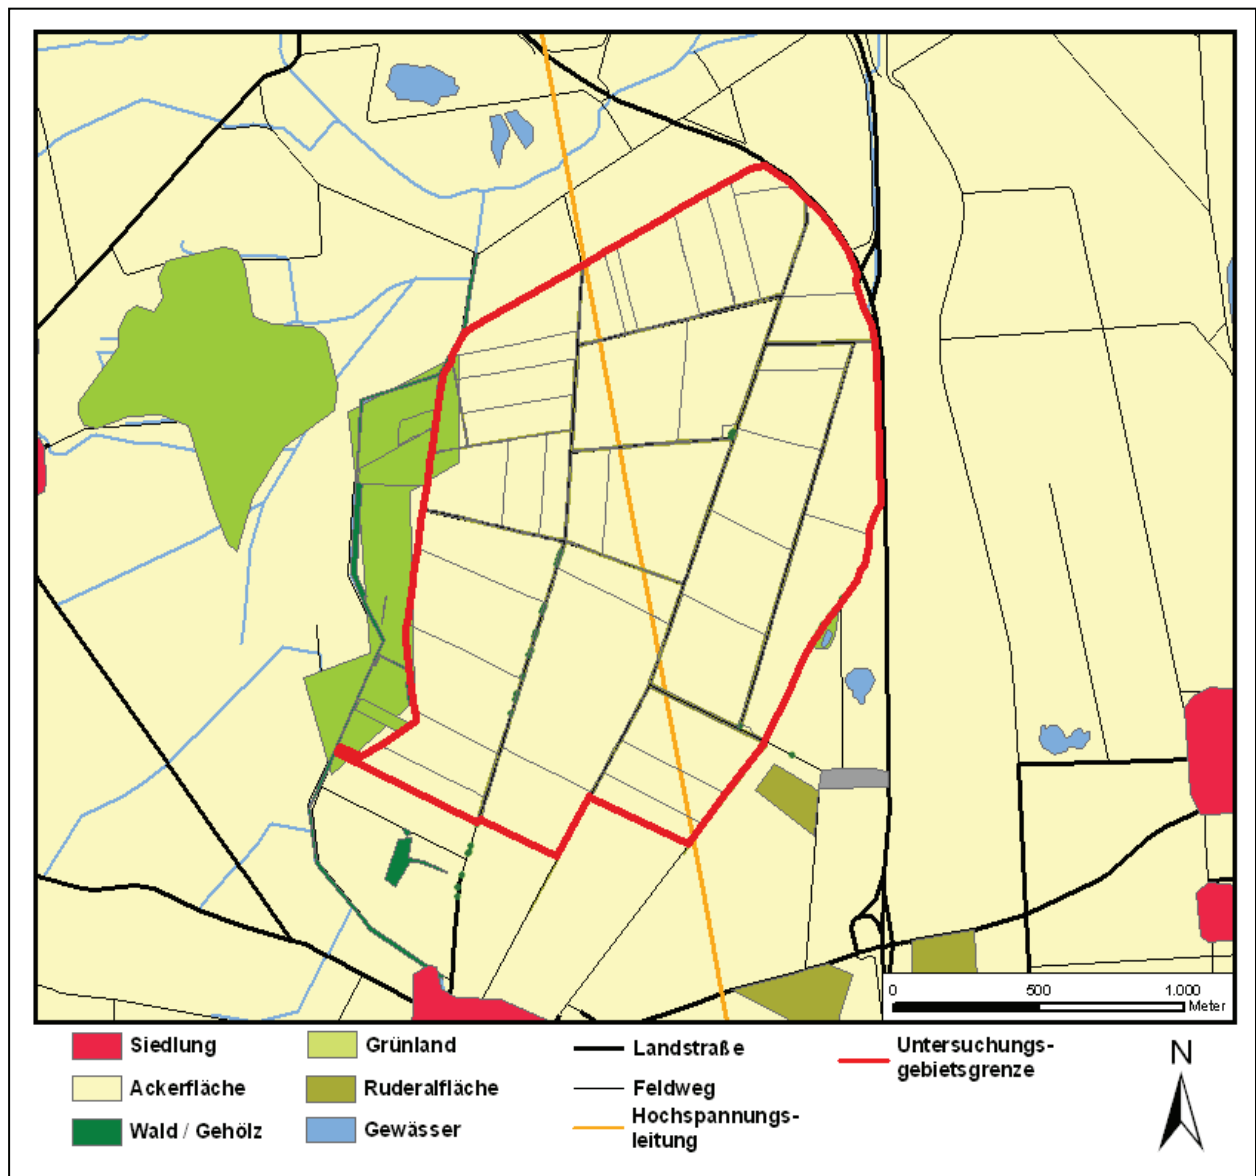 0 500 1.000
Meter
Siedlung
Ackerfläche
Wald / Gehölz
Grünland
Ruderalfläche
Gewässer
Landstraße
Feldweg
Hochspannungs-
leitung
Untersuchungs-
gebietsgrenze
N